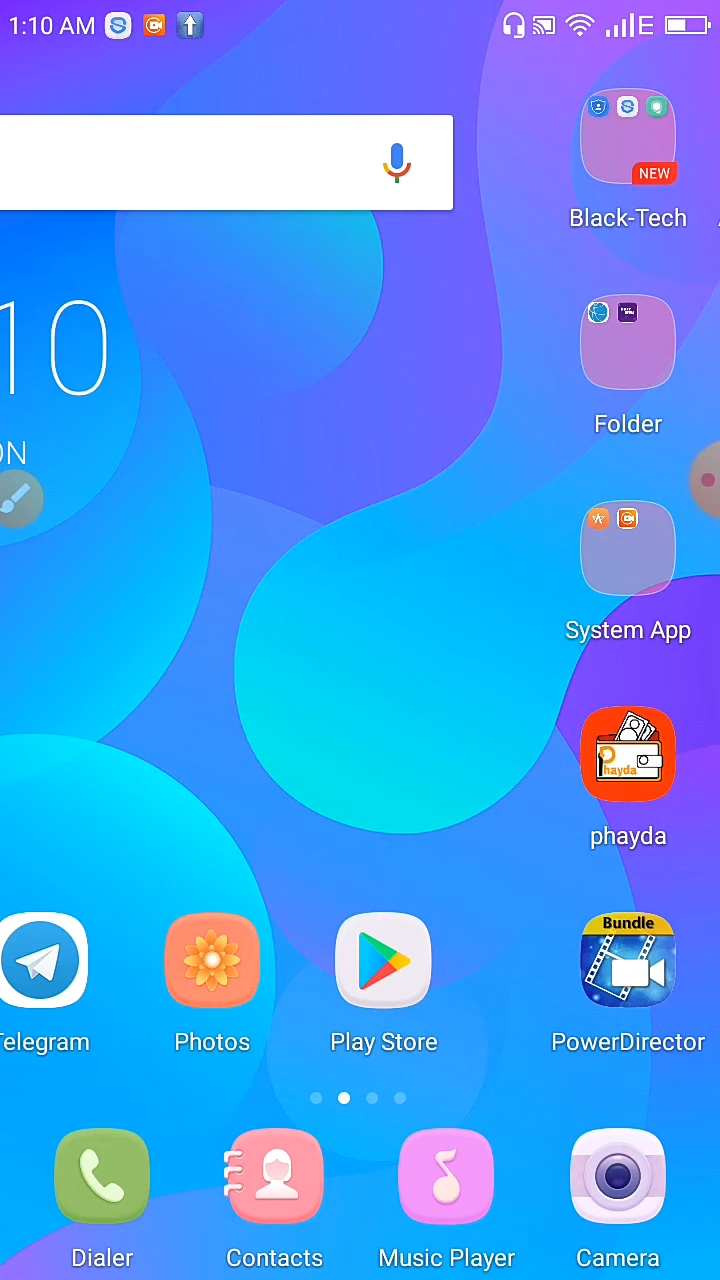 1:10 AM
E
NEW
Black-Tech
10
ON
Folder
System App
Phayda
phayda
Bundle
Telegram
Photos
Play Store
PowerDirector
Dialer
Contacts
Music Player
Camera